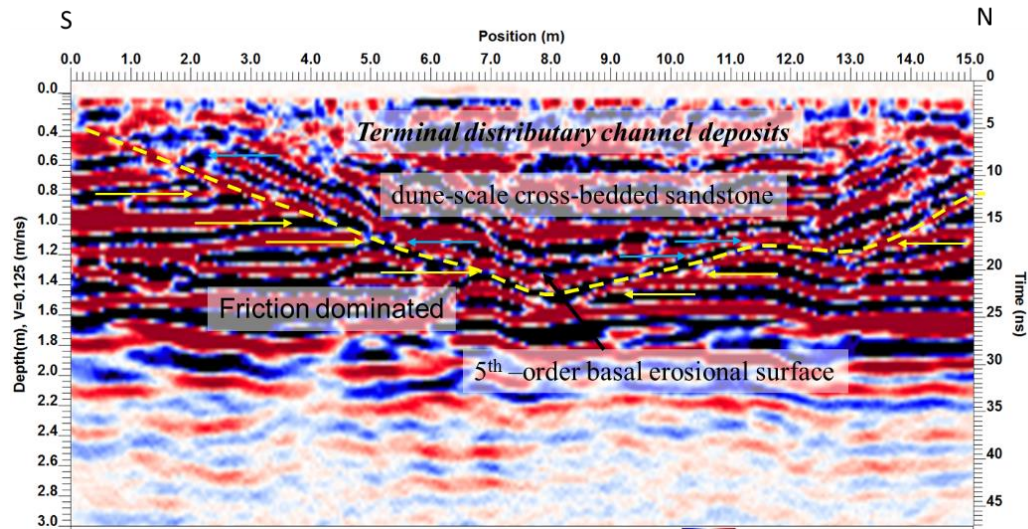 S
N
Position (m)
0.0 1.0 2.0 3.0 4.0 5.0 6.0 7.0 8.0 9.0 10.0 11.0 12.0 13.0 14.0 15.0
Depth(m), V=0.125 (m/ns)
0.0
0.4
0.6
0.8
1.0
1.2
1.4
1.6
1.8
2.0
2.2
2.4
2.6
2.8
3.0
Terminal distributary channel deposits
dune-scale cross-bedded sandstone
Friction dominated
5th –order basal erosional surface
0
5
10
15
20
25
30
35
40
45
Time (ns)